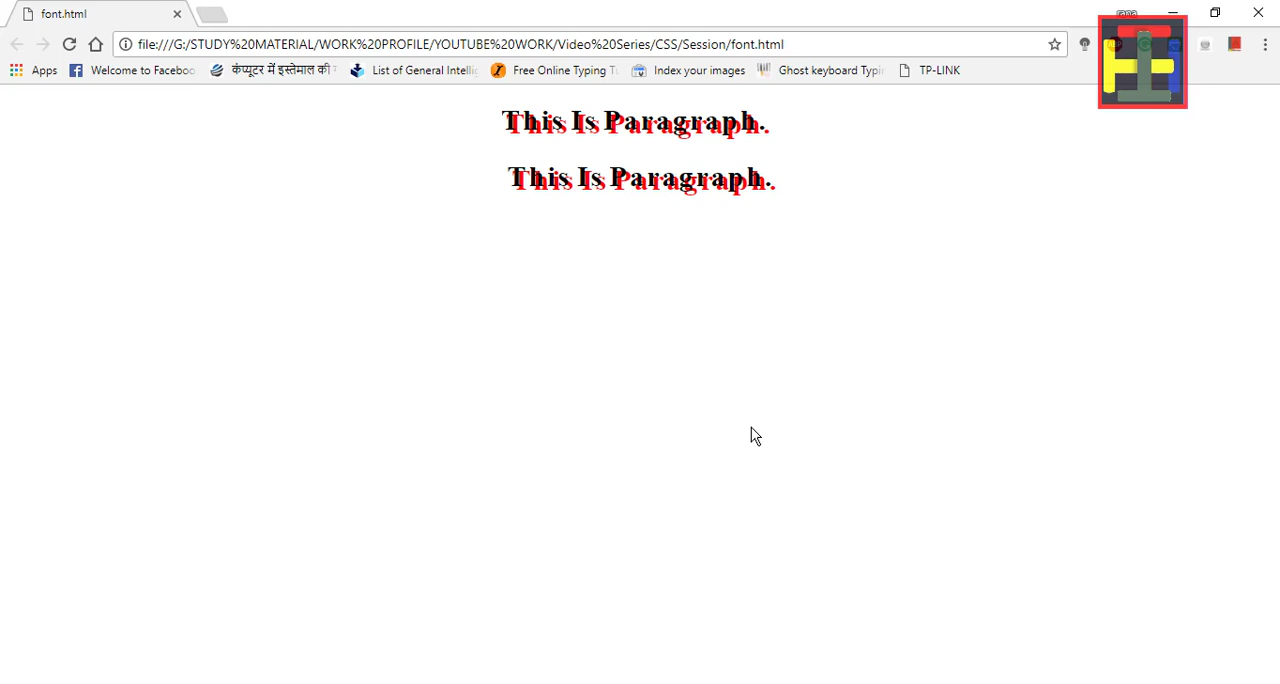 font.html
file:///G:/STUDY%20MATERIAL/WORK%20PROFILE/YOUTUBE%20WORK/Video%20Series/CSS/Session/font.html
Apps Welcome to Faceboo कंप्यूटर में इस्तेमाल की List of General Intellig Free Online Typing T Index your images Ghost keyboard Typi TP-LINK
This Is Paragraph.
This Is Paragraph.